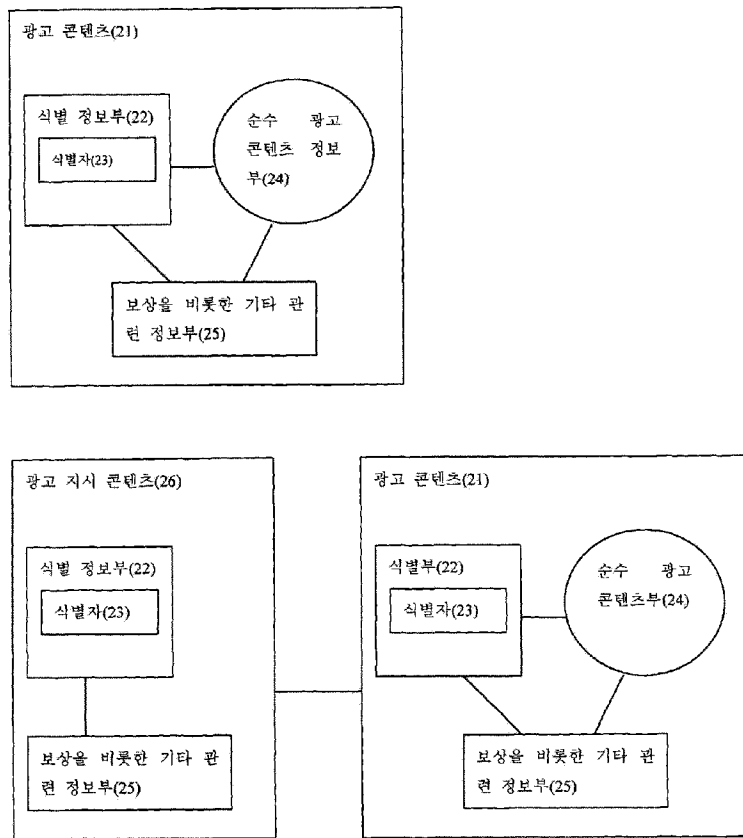 광고 콘텐츠(21)
식별 정보부(22)
식별자(23)
순수 광고
콘텐츠 정보
부(24)
보상을 비롯한 기타 관
련 정보부(25)
광고 지시 콘텐츠(26)
식별 정보부(22)
식별자(23)
보상을 비롯한 기타 관
련 정보부(25)
광고 콘텐츠(21)
식별부(22)
식별자(23)
순수 광고
콘텐츠부(24)
보상을 비롯한 기타 관
련 정보부(25)